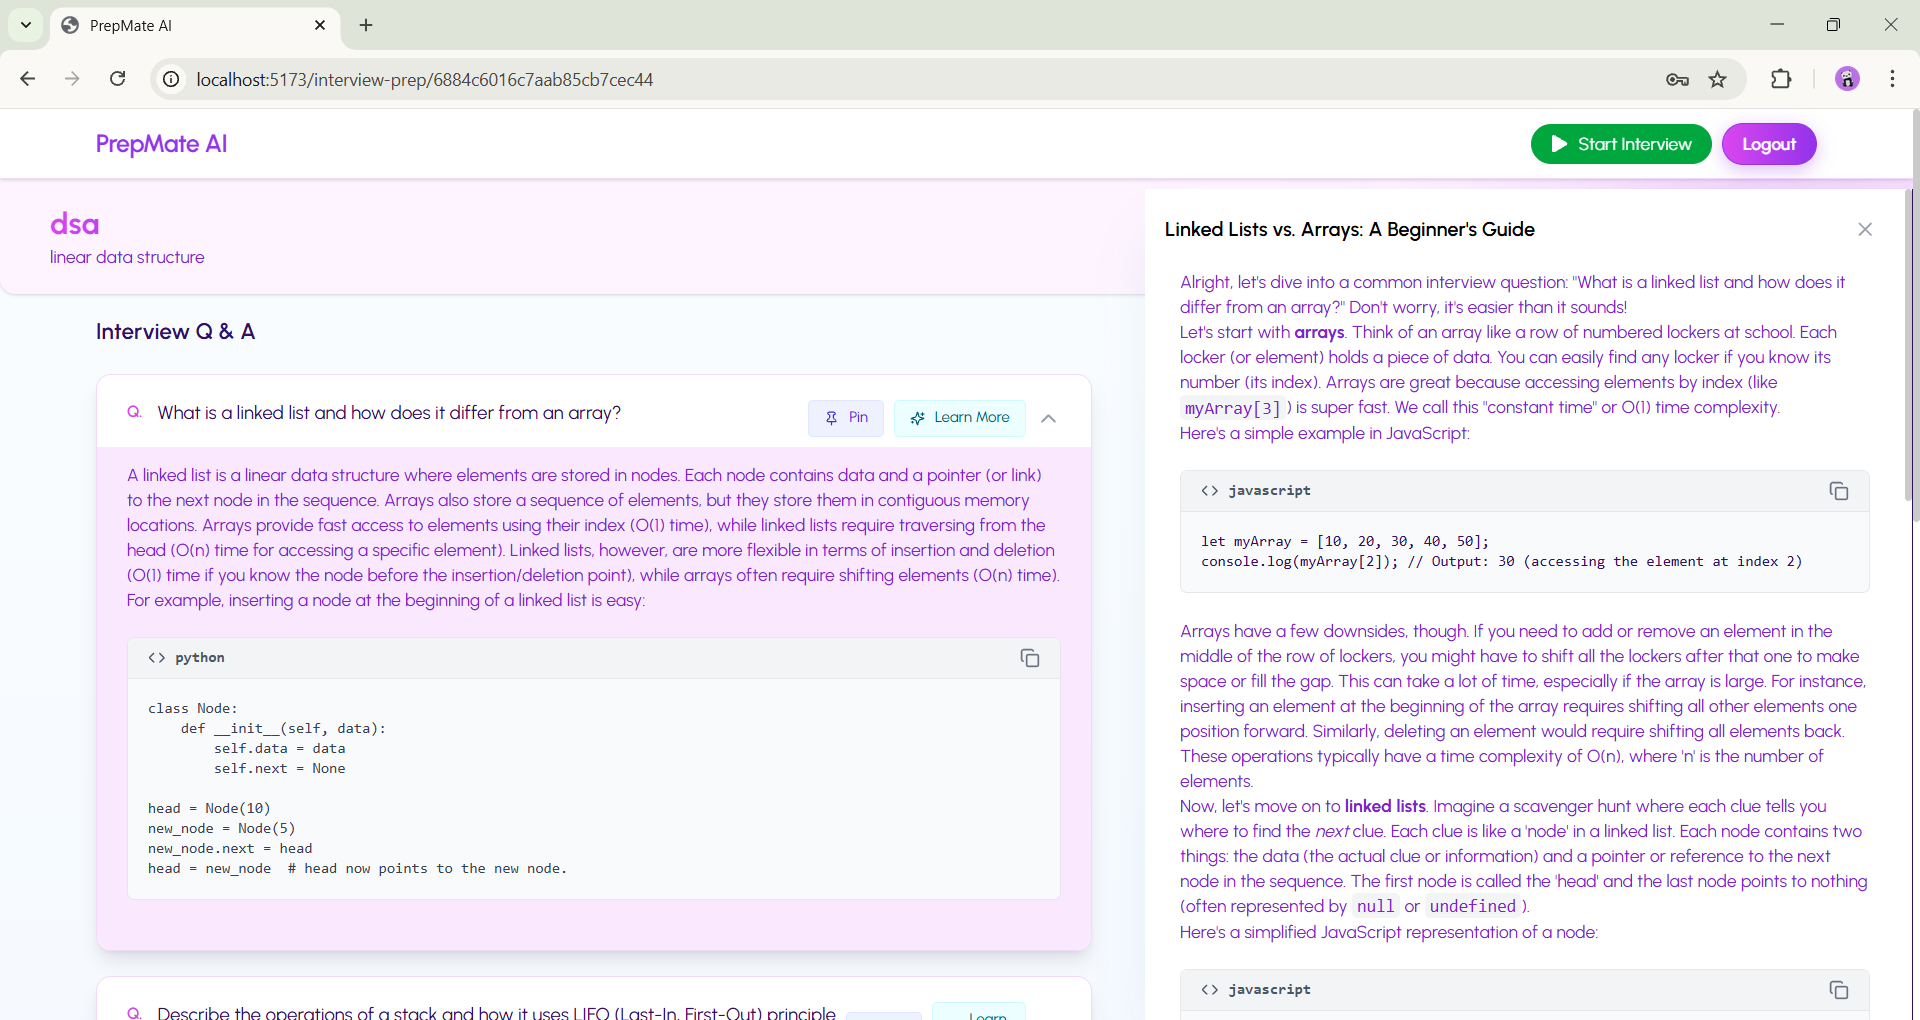 PrepMate AI
localhost:5173/interview-prep/6884c6016c7aab85cb7cec44
PrepMate AI
Start Interview
Logout
dsa
linear data structure
Interview Q & A
Q. What is a linked list and how does it differ from an array?
Pin
Learn More
A linked list is a linear data structure where elements are stored in nodes. Each node contains data and a pointer (or link)
to the next node in the sequence. Arrays also store a sequence of elements, but they store them in contiguous memory
locations. Arrays provide fast access to elements using their index (O(1) time), while linked lists require traversing from the
head (O(n) time for accessing a specific element). Linked lists, however, are more flexible in terms of insertion and deletion
(O(1) time if you know the node before the insertion/deletion point), while arrays often require shifting elements (O(n) time).
For example, inserting a node at the beginning of a linked list is easy:
<> python
class Node:
    def __init__(self, data):
        self.data = data
        self.next = None
head = Node(10)
new_node = Node(5)
new_node.next = head
head = new_node  # head now points to the new node.
Q. Describe the operations of a stack and how it uses LIFO (Last-In, First-Out) principle
Learn
Linked Lists vs. Arrays: A Beginner's Guide
Alright, let's dive into a common interview question: "What is a linked list and how does it
differ from an array?" Don't worry, it's easier than it sounds!
Let's start with arrays. Think of an array like a row of numbered lockers at school. Each
locker (or element) holds a piece of data. You can easily find any locker if you know its
number (its index). Arrays are great because accessing elements by index (like
myArray[3] ) is super fast. We call this "constant time" or O(1) time complexity.
Here's a simple example in JavaScript:
<> javascript
let myArray = [10, 20, 30, 40, 50];
console.log(myArray[2]); // Output: 30 (accessing the element at index 2)
Arrays have a few downsides, though. If you need to add or remove an element in the
middle of the row of lockers, you might have to shift all the lockers after that one to make
space or fill the gap. This can take a lot of time, especially if the array is large. For instance,
inserting an element at the beginning of the array requires shifting all other elements one
position forward. Similarly, deleting an element would require shifting all elements back.
These operations typically have a time complexity of O(n), where 'n' is the number of
elements.
Now, let's move on to linked lists. Imagine a scavenger hunt where each clue tells you
where to find the next clue. Each clue is like a 'node' in a linked list. Each node contains two
things: the data (the actual clue or information) and a pointer or reference to the next
node in the sequence. The first node is called the 'head' and the last node points to nothing
(often represented by null or undefined ).
Here's a simplified JavaScript representation of a node:
<> javascript